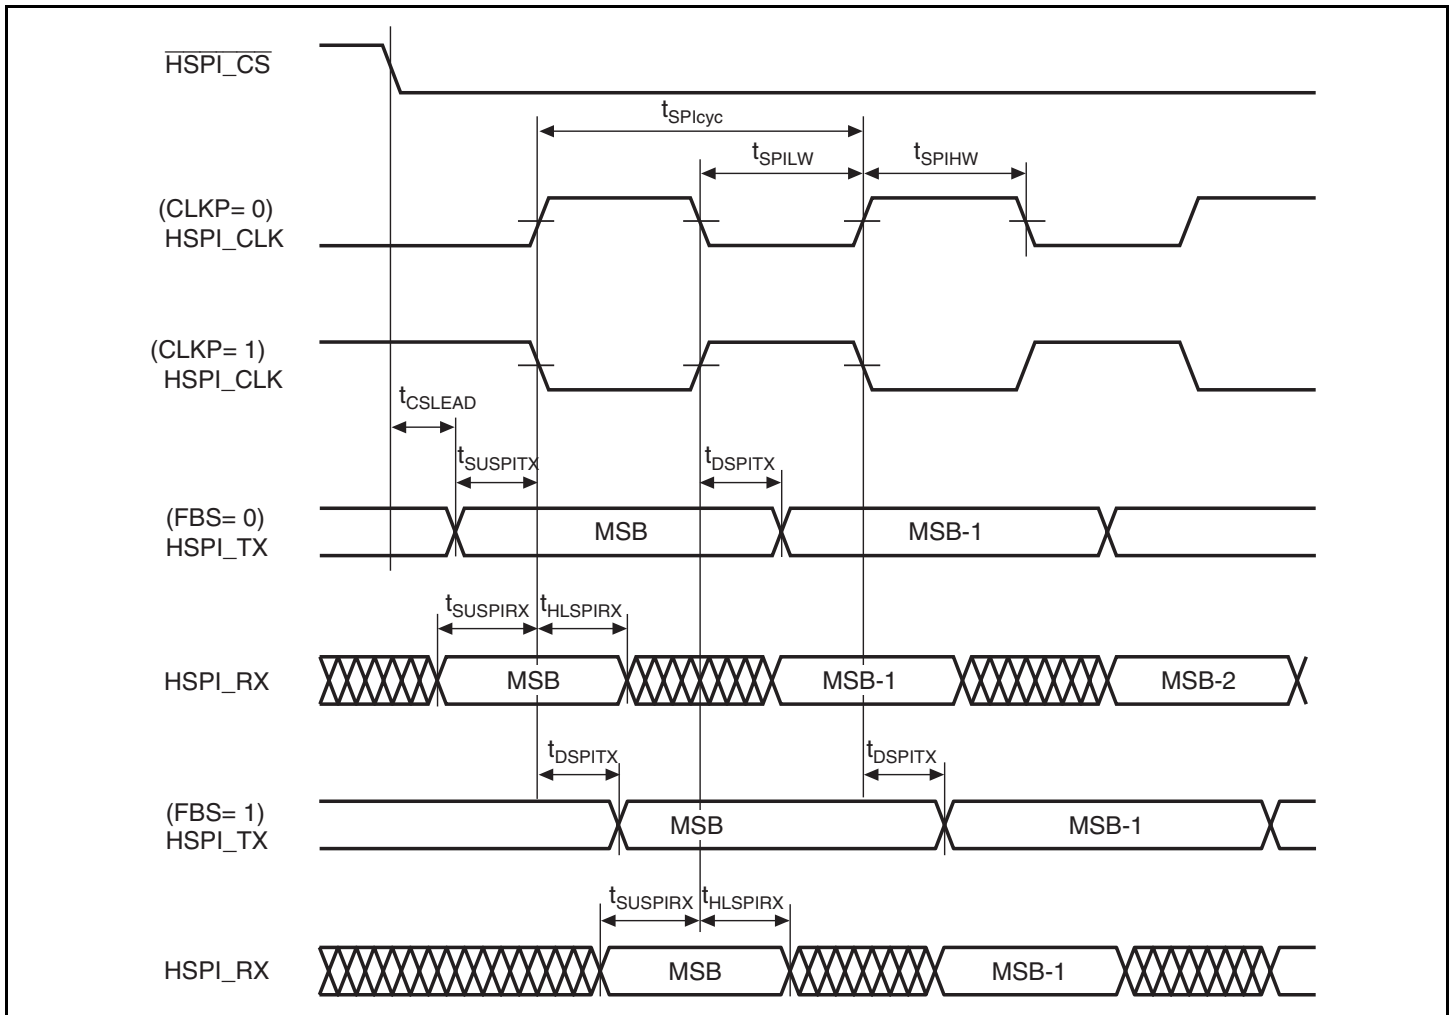 HSPI_CS
tSPIcyc
tSPILW
tSPIHW
(CLKP= 0)
HSPI_CLK
(CLKP= 1)
HSPI_CLK
tCSLEAD
tSUSPITX
tDSPITX
(FBS= 0)
HSPI_TX
MSB
MSB-1
tSUSPIRX
tHLSPIRX
HSPI_RX
MSB
MSB-1
MSB-2
tDSPITX
tDSPITX
(FBS= 1)
HSPI_TX
MSB
MSB-1
tSUSPIRX
tHLSPIRX
HSPI_RX
MSB
MSB-1